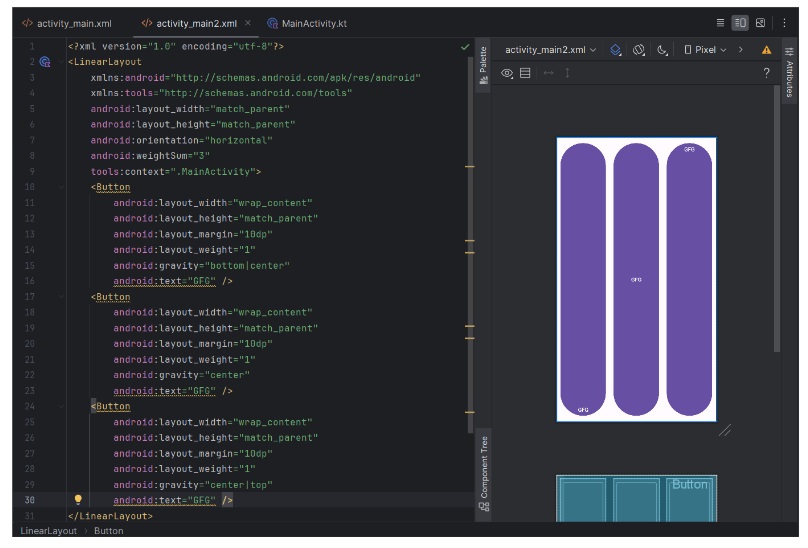 activity_main.xml activity_main2.xml MainActivity.kt
1 <?xml version="1.0" encoding="utf-8"?>
2 <LinearLayout
3 xmlns:android="http://schemas.android.com/apk/res/android"
4 xmlns:tools="http://schemas.android.com/tools"
5 android:layout_width="match_parent"
6 android:layout_height="match_parent"
7 android:orientation="horizontal"
8 android:weightSum="3"
9 tools:context=".MainActivity">
10 <Button
11 android:layout_width="wrap_content"
12 android:layout_height="match_parent"
13 android:layout_margin="10dp"
14 android:layout_weight="1"
15 android:gravity="bottom|center"
16 android:text="GFG" />
17 <Button
18 android:layout_width="wrap_content"
19 android:layout_height="match_parent"
20 android:layout_margin="10dp"
21 android:layout_weight="1"
22 android:gravity="center"
23 android:text="GFG" />
24 <Button
25 android:layout_width="wrap_content"
26 android:layout_height="match_parent"
27 android:layout_margin="10dp"
28 android:layout_weight="1"
29 android:gravity="center|top"
30 android:text="GFG" />
31 </LinearLayout>
LinearLayout > Button
Palette
Component Tree
activity_main2.xml Pixel
?
Attributes
GFG
GFG
GFG
Button